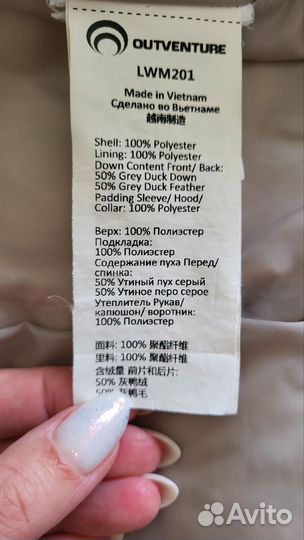 OUTVENTURE
LWM201
Made in Vietnam
Сделано во Вьетнаме
越南制造
Shell: 100% Polyester
Lining: 100% Polyester
Down Content Front/ Back:
50% Grey Duck Down
50% Grey Duck Feather
Padding Sleeve/ Hood/
Collar: 100% Polyester
Верх: 100% Полиэстер
Подкладка:
100% Полиэстер
Содержание пуха Перед/
спинка:
50% Утиный пух серый
50% Утиное перо серое
Утеплитель Рукав/
капюшон/ воротник:
100% Полиэстер
面料: 100% 聚酯纤维
里料: 100% 聚酯纤维
含绒量 前片和后片:
50% 灰鸭绒
50% 灰鸭毛
Avito